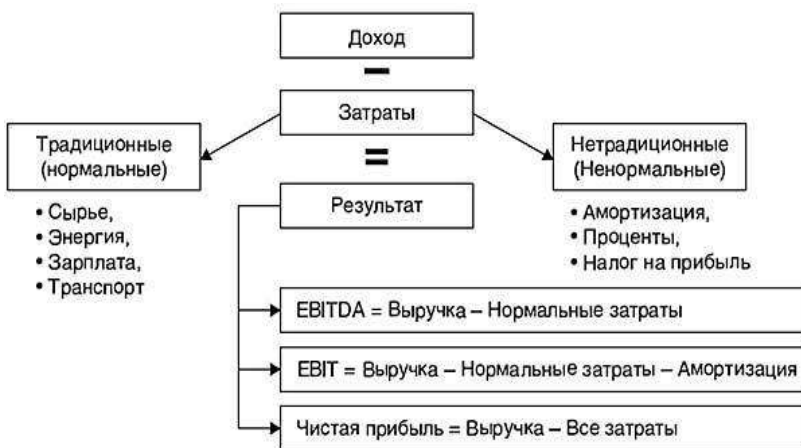 Доход
–
Затраты
Традиционные
(нормальные)
Нетрадиционные
(Ненормальные)
=
Результат
• Сырье,
• Энергия,
• Зарплата,
• Транспорт
• Амортизация,
• Проценты,
• Налог на прибыль
EBITDA = Выручка – Нормальные затраты
EBIT = Выручка – Нормальные затраты – Амортизация
Чистая прибыль = Выручка – Все затраты